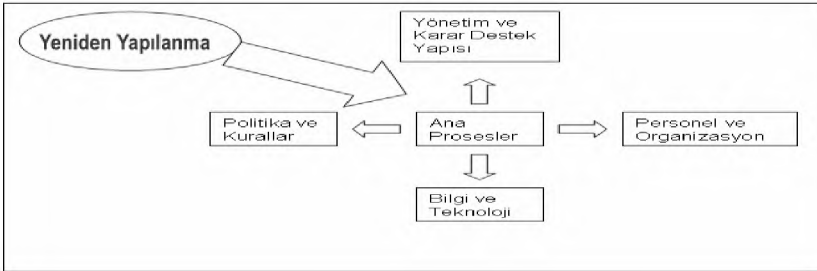 Yönetim ve
Karar Destek
Yapısı
Yeniden Yapılanma
Politika ve
Kurallar
Ana
Prosesler
Personel ve
Organizasyon
Bilgi ve
Teknoloji